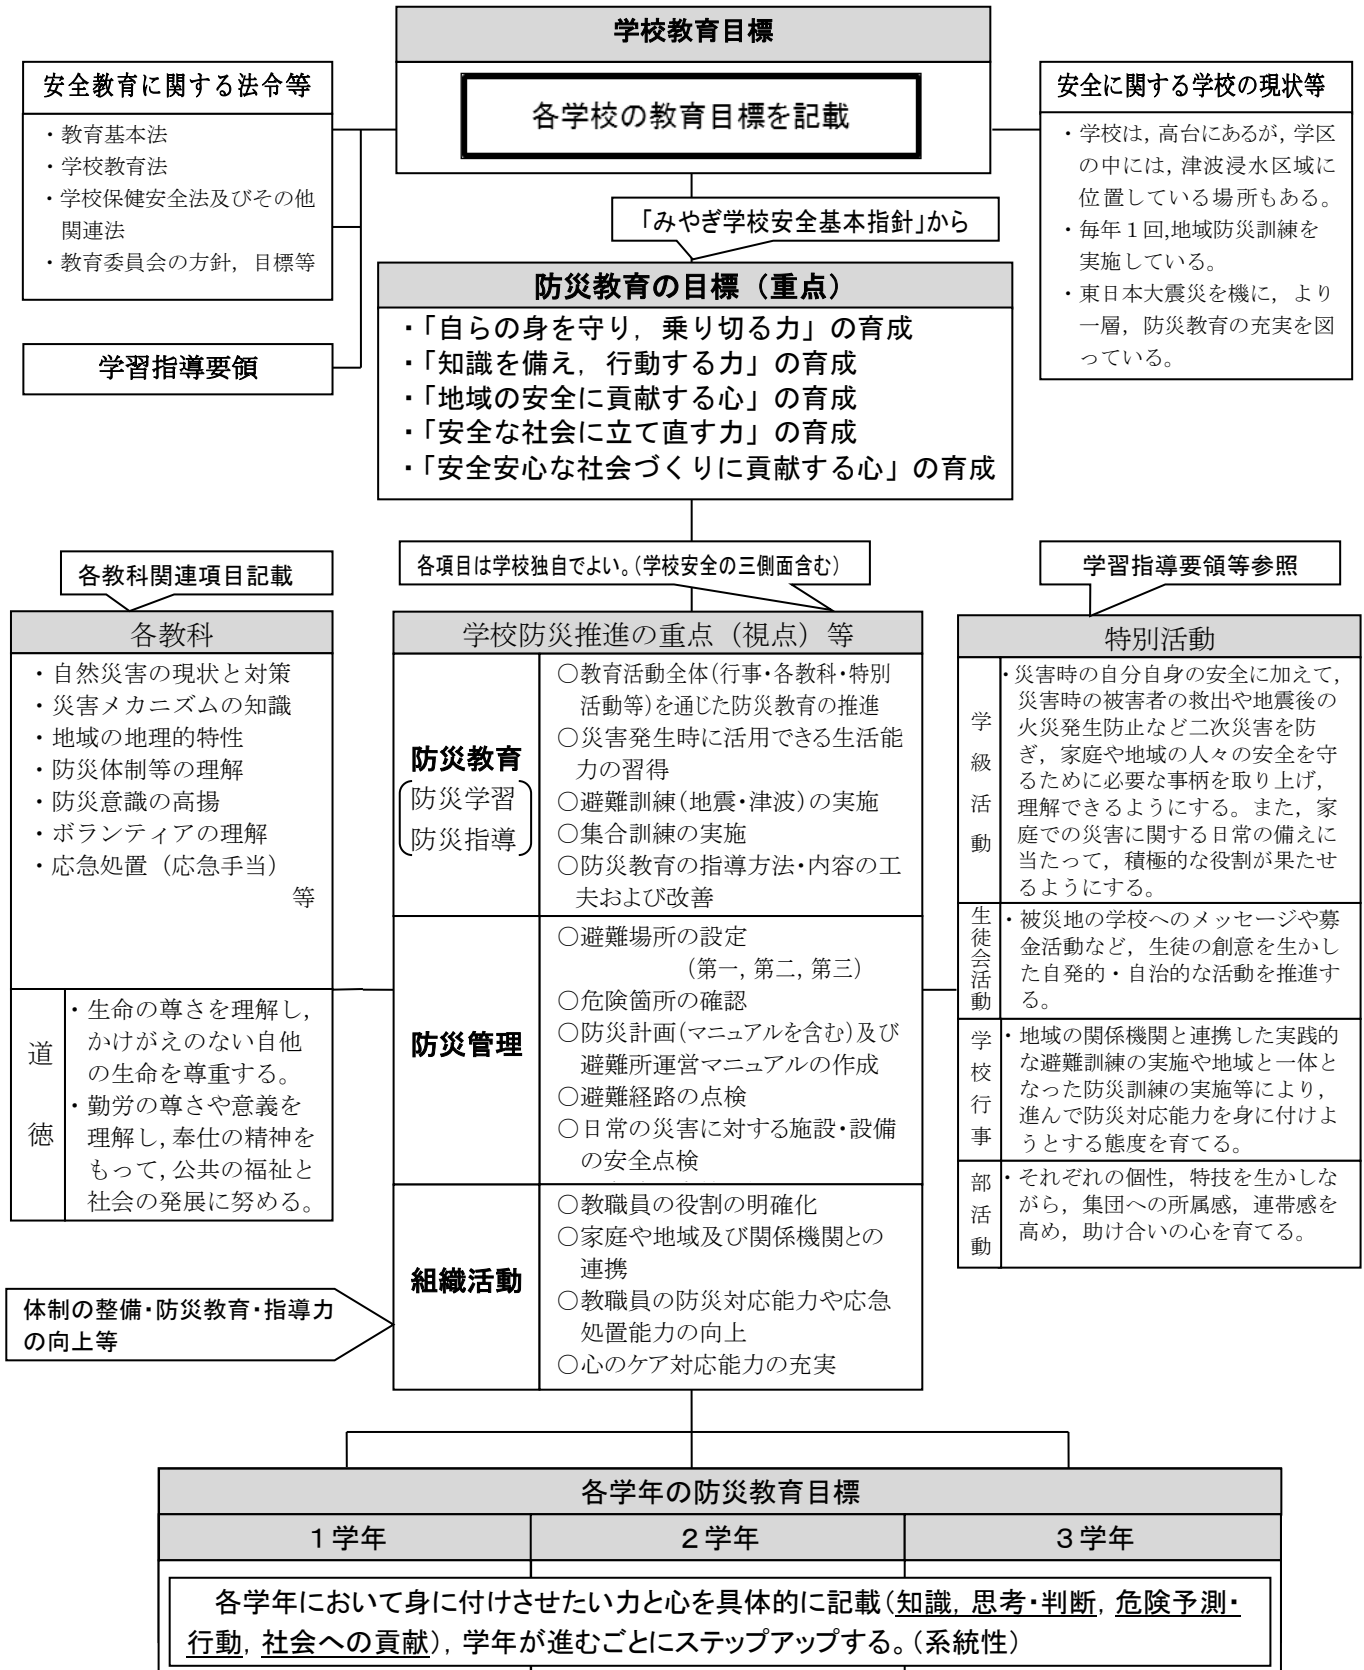 学校教育目標
各学校の教育目標を記載
安全教育に関する法令等
・教育基本法
・学校教育法
・学校保健安全法及びその他
関連法
・教育委員会の方針，目標等
学習指導要領
安全に関する学校の現状等
・学校は，高台にあるが，学区
の中には，津波浸水区域に
位置している場所もある。
・毎年１回,地域防災訓練を
実施している。
・東日本大震災を機に，より
一層，防災教育の充実を図
っている。
「みやぎ学校安全基本指針」から
防災教育の目標（重点）
・「自らの身を守り，乗り切る力」の育成
・「知識を備え，行動する力」の育成
・「地域の安全に貢献する心」の育成
・「安全な社会に立て直す力」の育成
・「安全安心な社会づくりに貢献する心」の育成
各教科関連項目記載
各教科
・自然災害の現状と対策
・災害メカニズムの知識
・地域の地理的特性
・防災体制等の理解
・防災意識の高揚
・ボランティアの理解
・応急処置（応急手当）
等
道徳
・生命の尊さを理解し，
かけがえのない自他
の生命を尊重する。
・勤労の尊さや意義を
理解し，奉仕の精神を
もって，公共の福祉と
社会の発展に努める。
体制の整備・防災教育・指導力
の向上等
各項目は学校独自でよい。（学校安全の三側面含む）
学校防災推進の重点（視点）等
防災教育
防災学習
防災指導
○教育活動全体（行事・各教科・特別
活動等）を通じた防災教育の推進
○災害発生時に活用できる生活能
力の習得
○避難訓練（地震・津波）の実施
○集合訓練の実施
○防災教育の指導方法・内容の工
夫および改善
防災管理
○避難場所の設定
（第一，第二，第三）
○危険箇所の確認
○防災計画（マニュアルを含む）及び
避難所運営マニュアルの作成
○避難経路の点検
○日常の災害に対する施設・設備
の安全点検
組織活動
○教職員の役割の明確化
○家庭や地域及び関係機関との
連携
○教職員の防災対応能力や応急
処置能力の向上
○心のケア対応能力の充実
学習指導要領等参照
特別活動
学級活動
・災害時の自分自身の安全に加えて，
災害時の被害者の救出や地震後の
火災発生防止など二次災害を防
ぎ，家庭や地域の人々の安全を守
るために必要な事柄を取り上げ，
理解できるようにする。また，家
庭での災害に関する日常の備えに
当たって，積極的な役割が果たせ
るようにする。
生徒会活動
・被災地の学校へのメッセージや募
金活動など，生徒の創意を生かし
た自発的・自治的な活動を推進す
る。
学校行事
・地域の関係機関と連携した実践的
な避難訓練の実施や地域と一体と
なった防災訓練の実施等により，
進んで防災対応能力を身に付けよ
うとする態度を育てる。
部活動
・それぞれの個性，特技を生かしな
がら，集団への所属感，連帯感を
高め，助け合いの心を育てる。
各学年の防災教育目標
１学年
２学年
３学年
各学年において身に付けさせたい力と心を具体的に記載（知識，思考・判断，危険予測・
行動，社会への貢献），学年が進むごとにステップアップする。（系統性）